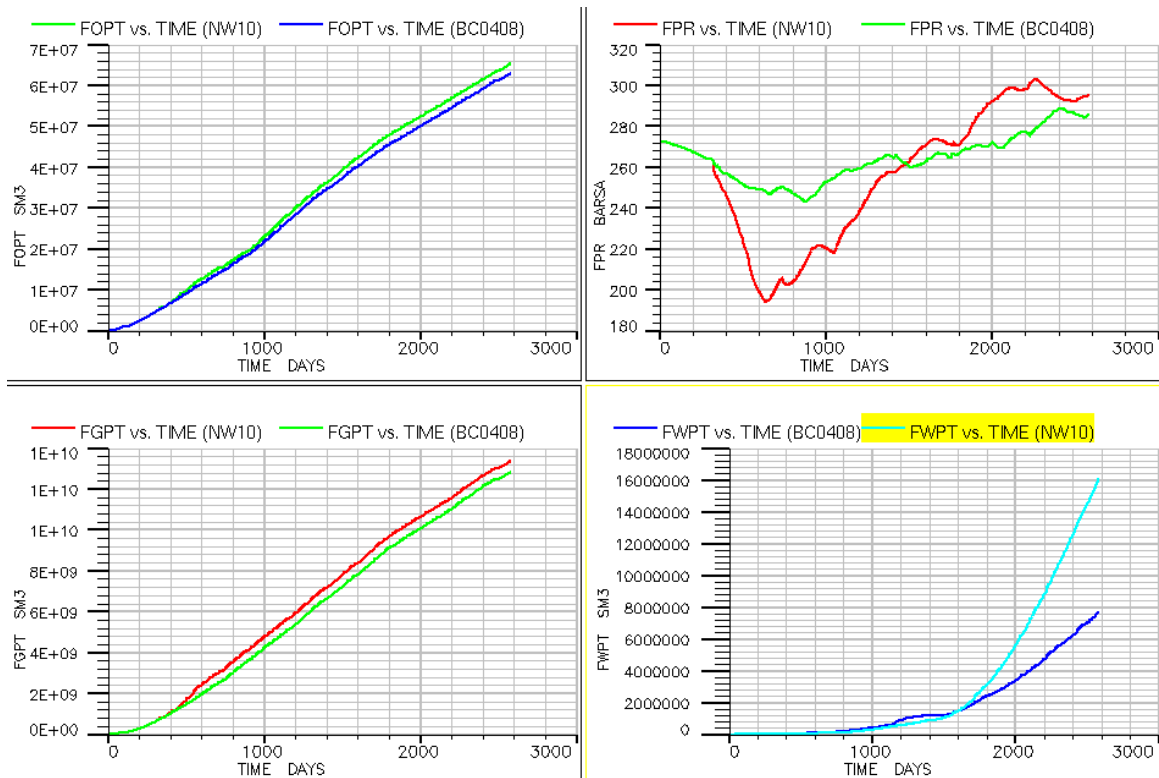 FOPT vs. TIME (NW10) FOPT vs. TIME (BC0408)
7E+07
6E+07
5E+07
4E+07
3E+07
2E+07
1E+07
0E+00
FOPT SM3
0 1000 2000 3000
TIME DAYS
FPR vs. TIME (NW10) FPR vs. TIME (BC0408)
320
300
280
260
240
220
200
180
FPR BARSA
0 1000 2000 3000
TIME DAYS
FGPT vs. TIME (NW10) FGPT vs. TIME (BC0408)
1E+10
1E+10
1E+10
8E+09
6E+09
4E+09
2E+09
0E+00
FGPT SM3
0 1000 2000 3000
TIME DAYS
FWPT vs. TIME (BC0408) FWPT vs. TIME (NW10)
18000000
16000000
14000000
12000000
10000000
8000000
6000000
4000000
2000000
0
FWPT SM3
0 1000 2000 3000
TIME DAYS